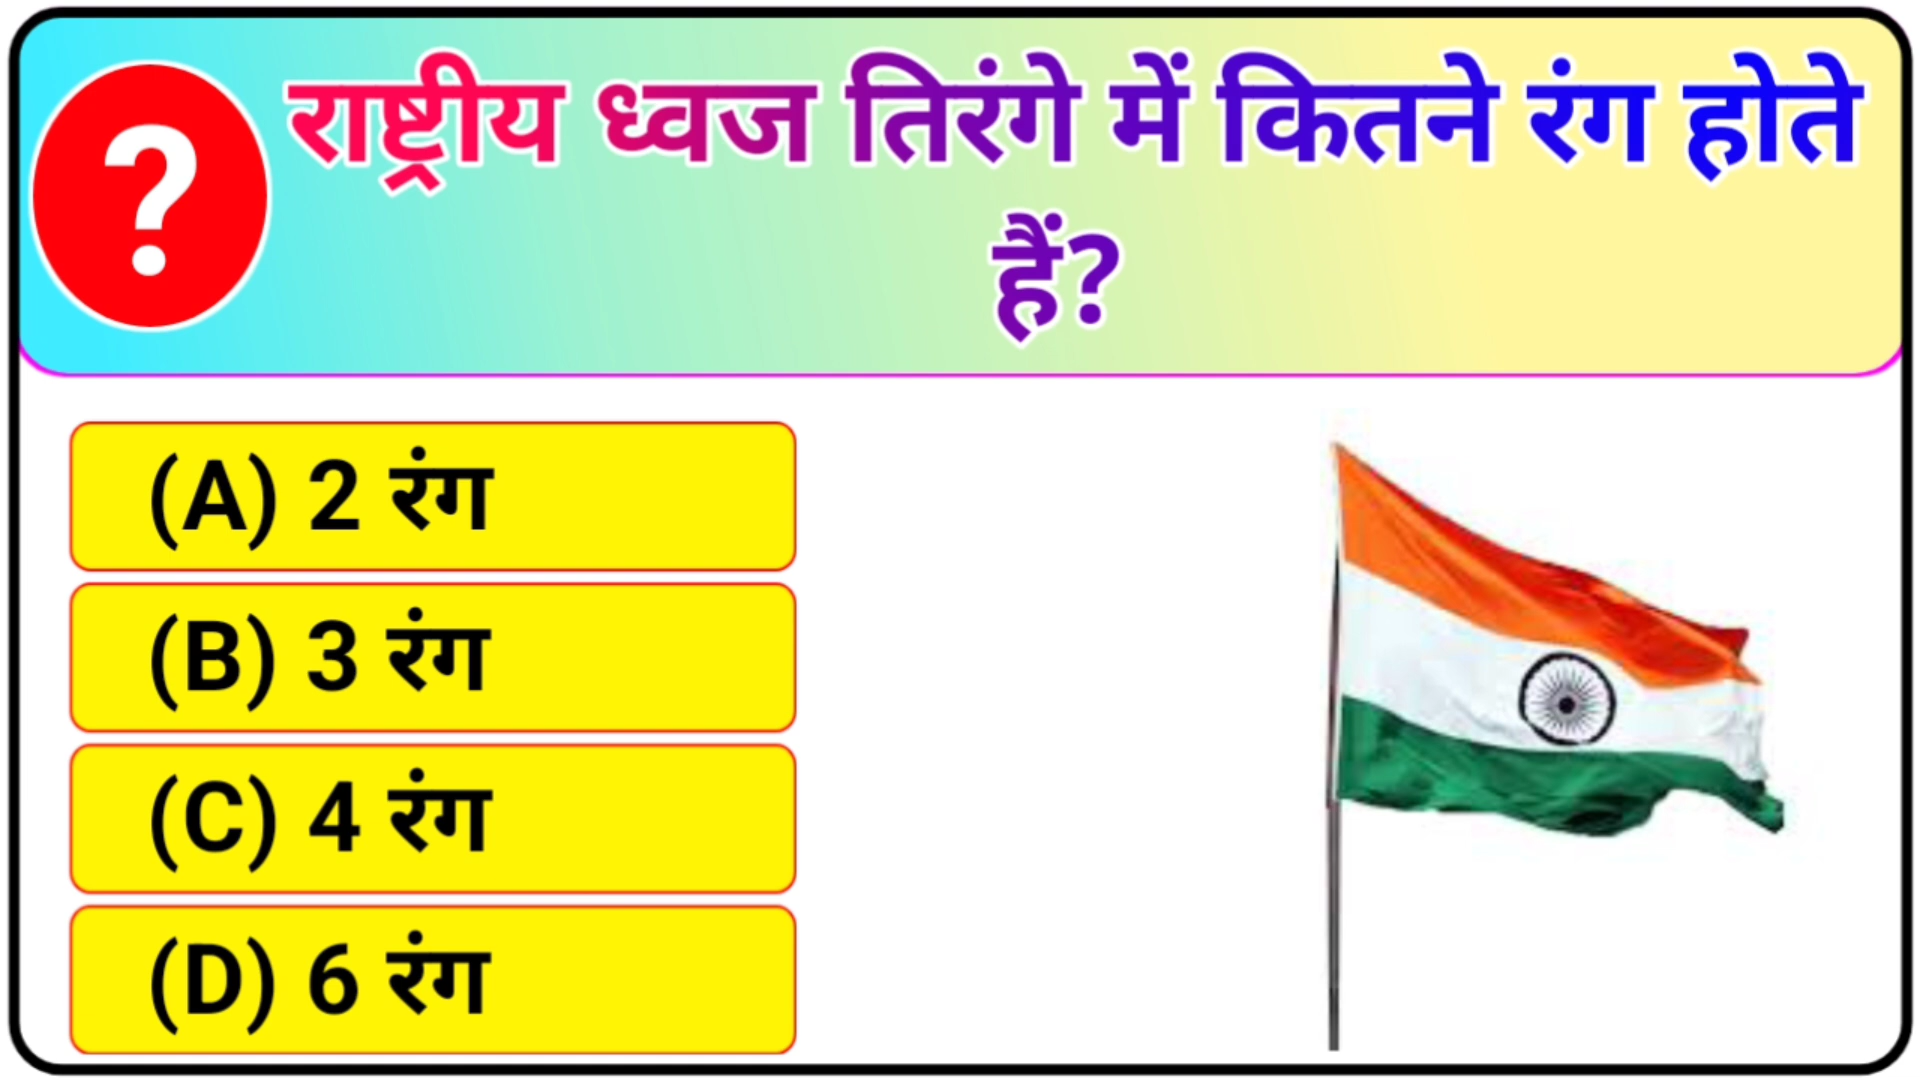 ?
राष्ट्रीय ध्वज तिरंगे में कितने रंग होते
हैं?
(A) 2 रंग
(B) 3 रंग
(C) 4 रंग
(D) 6 रंग